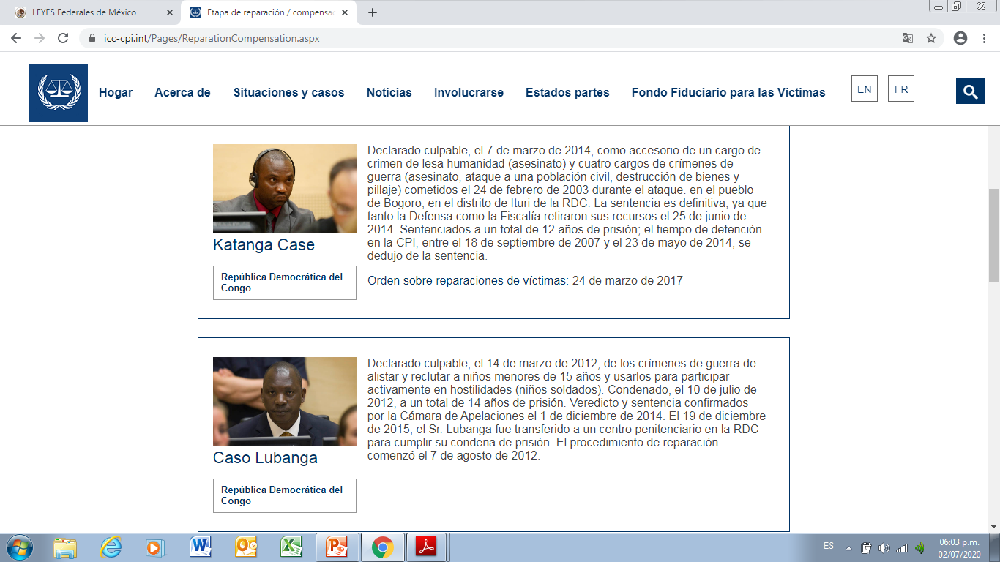 LEYES Federales de México
Etapa de reparación / compensac
icc-cpi.int/Pages/ReparationCompensation.aspx
Hogar
Acerca de
Situaciones y casos
Noticias
Involucrarse
Estados partes
Fondo Fiduciario para las Víctimas
EN
FR
Declarado culpable, el 7 de marzo de 2014, como accesorio de un cargo de
crimen de lesa humanidad (asesinato) y cuatro cargos de crímenes de
guerra (asesinato, ataque a una población civil, destrucción de bienes y
pillaje) cometidos el 24 de febrero de 2003 durante el ataque. en el pueblo
de Bogoro, en el distrito de Ituri de la RDC. La sentencia es definitiva, ya que
tanto la Defensa como la Fiscalía retiraron sus recursos el 25 de junio de
2014. Sentenciados a un total de 12 años de prisión; el tiempo de detención
en la CPI, entre el 18 de septiembre de 2007 y el 23 de mayo de 2014, se
dedujo de la sentencia.
Orden sobre reparaciones de víctimas: 24 de marzo de 2017
Katanga Case
República Democrática del
Congo
Declarado culpable, el 14 de marzo de 2012, de los crímenes de guerra de
alistar y reclutar a niños menores de 15 años y usarlos para participar
activamente en hostilidades (niños soldados). Condenado, el 10 de julio de
2012, a un total de 14 años de prisión. Veredicto y sentencia confirmados
por la Cámara de Apelaciones el 1 de diciembre de 2014. El 19 de diciembre
de 2015, el Sr. Lubanga fue transferido a un centro penitenciario en la RDC
para cumplir su condena de prisión. El procedimiento de reparación
comenzó el 7 de agosto de 2012.
Caso Lubanga
República Democrática del
Congo
ES
06:03 p.m.
02/07/2020